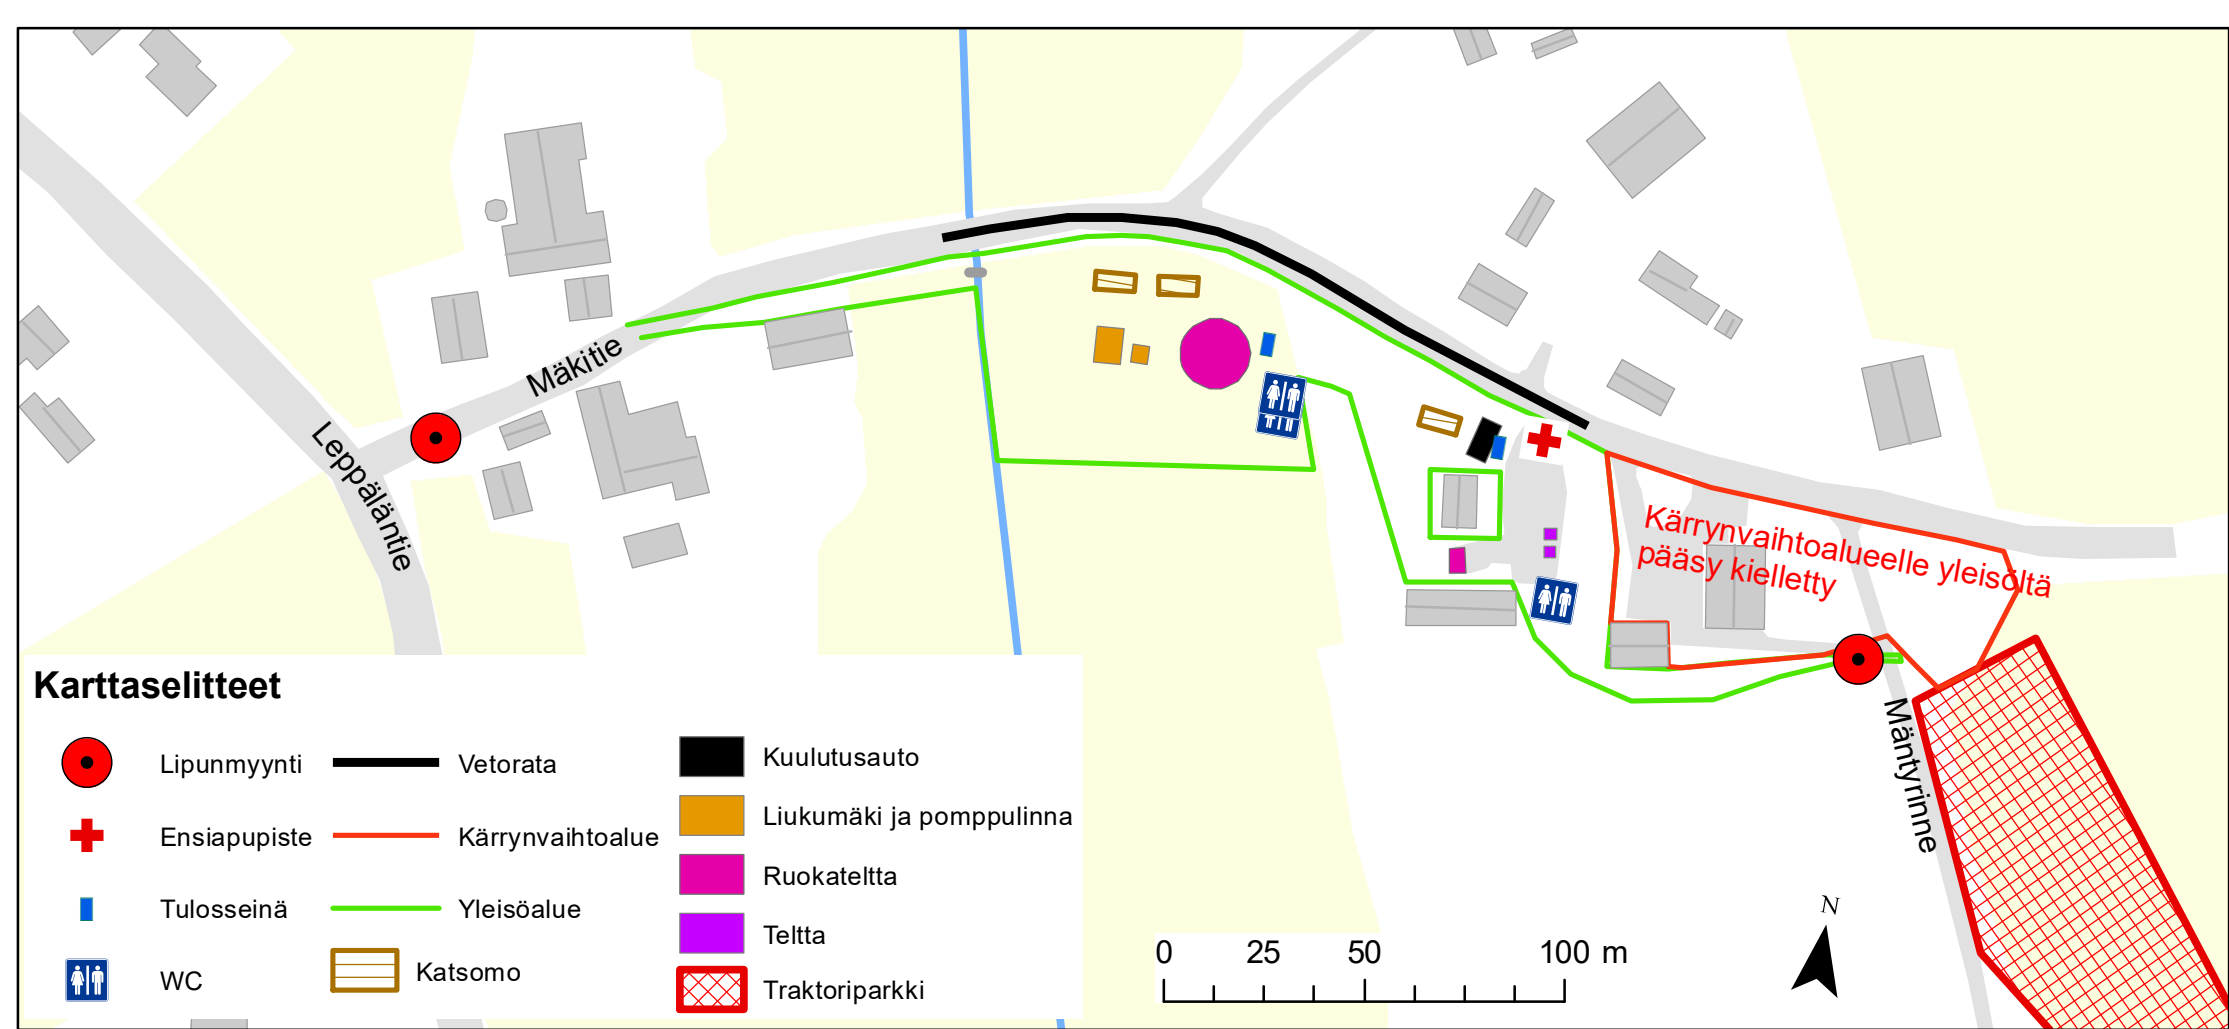 Mäkitie
Leppäläntie
Kärrynvaihtoalueelle yleisöltä
pääsy kielletty
Mäntyrinne
Karttaselitteet
Lipunmyynti
Ensiapupiste
Tulosseinä
WC
Vetorata
Kärrynvaihtoalue
Yleisöalue
Katsomo
Kuulutusauto
Liukumäki ja pomppulinna
Ruokateltta
Teltta
Traktoriparkki
0 25 50 100 m
N